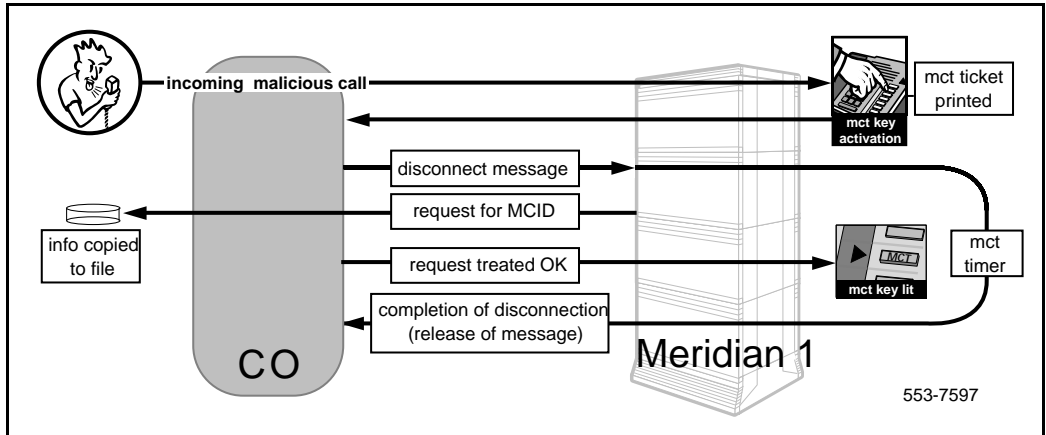 incoming malicious call
mct ticket
printed
mct key
activation
disconnect message
request for MCID
info copied
to file
request treated OK
MCT
mct key lit
mct
timer
completion of disconnection
(release of message)
CO
Meridian 1
553-7597